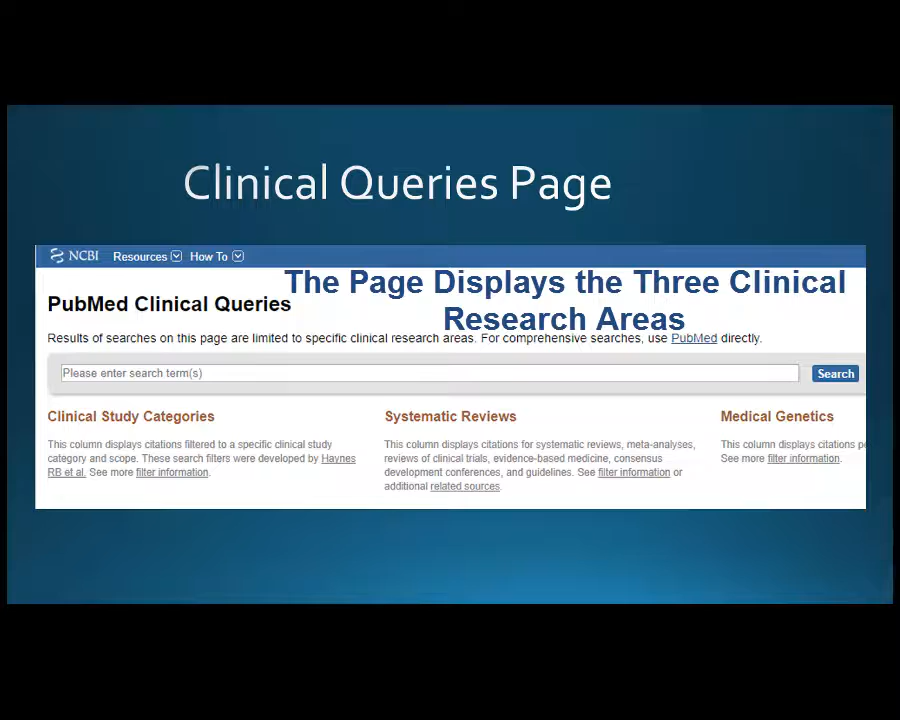 Clinical Queries Page
NCBI Resources How To
The Page Displays the Three Clinical
Research Areas
PubMed Clinical Queries
Results of searches on this page are limited to specific clinical research areas. For comprehensive searches, use PubMed directly.
Please enter search term(s)
Search
Clinical Study Categories
This column displays citations filtered to a specific clinical study
category and scope. These search filters were developed by Haynes
RB et al. See more filter information.
Systematic Reviews
This column displays citations for systematic reviews, meta-analyses,
reviews of clinical trials, evidence-based medicine, consensus
development conferences, and guidelines. See filter information or
additional related sources.
Medical Genetics
This column displays citations
See more filter information.